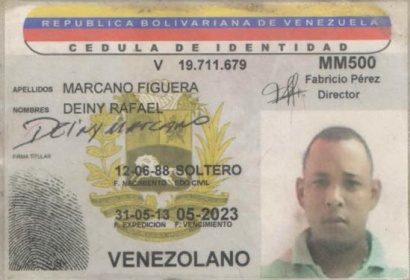 REPUBLICA BOLIVARIANA DE VENEZUELA
CEDULA DE IDENTIDAD
V 19.711.679 MM500
Fabricio Pérez
Director
APELLIDOS MARCANO FIGUERA
NOMBRES DEINY RAFAEL
DEINY MARCANO
FIRMA TITULAR
12-06-88 SOLTERO
F. NACIMIENTO EDO CIVIL
31-05-13 05-2023
F. EXPEDICION F. VENCIMIENTO
VENEZOLANO